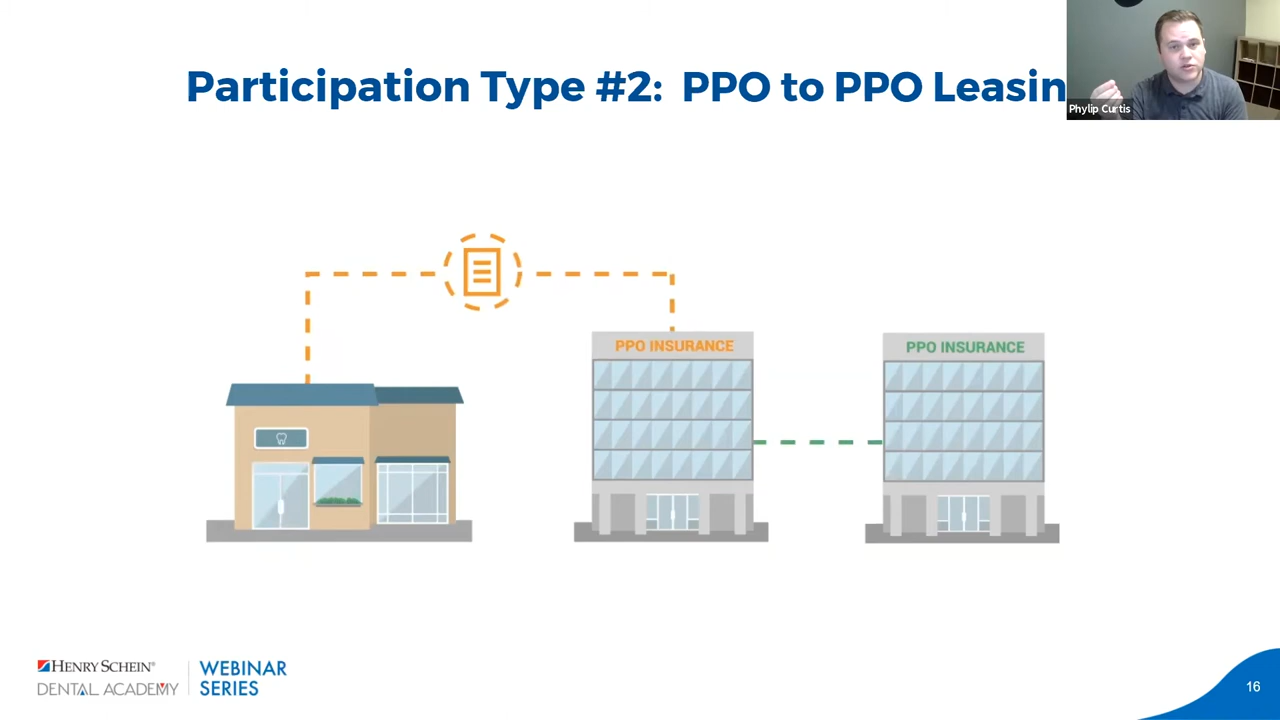 Participation Type #2: PPO to PPO Leasin
Phylip Curtis
PPO INSURANCE
PPO INSURANCE
HENRY SCHEIN®
DENTAL ACADEMY
WEBINAR
SERIES
16